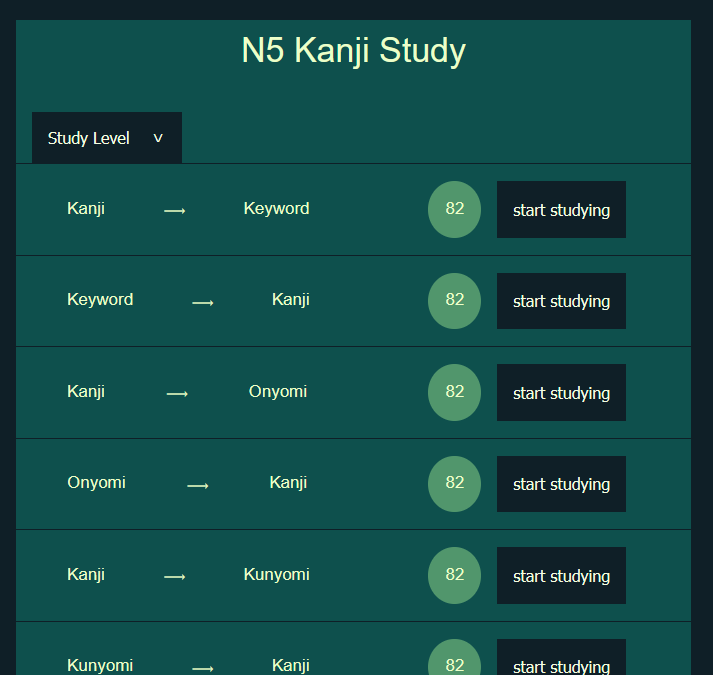 N5 Kanji Study
Study Level ˅
Kanji → Keyword 82 start studying
Keyword → Kanji 82 start studying
Kanji → Onyomi 82 start studying
Onyomi → Kanji 82 start studying
Kanji → Kunyomi 82 start studying
Kunyomi → Kanji 82 start studying